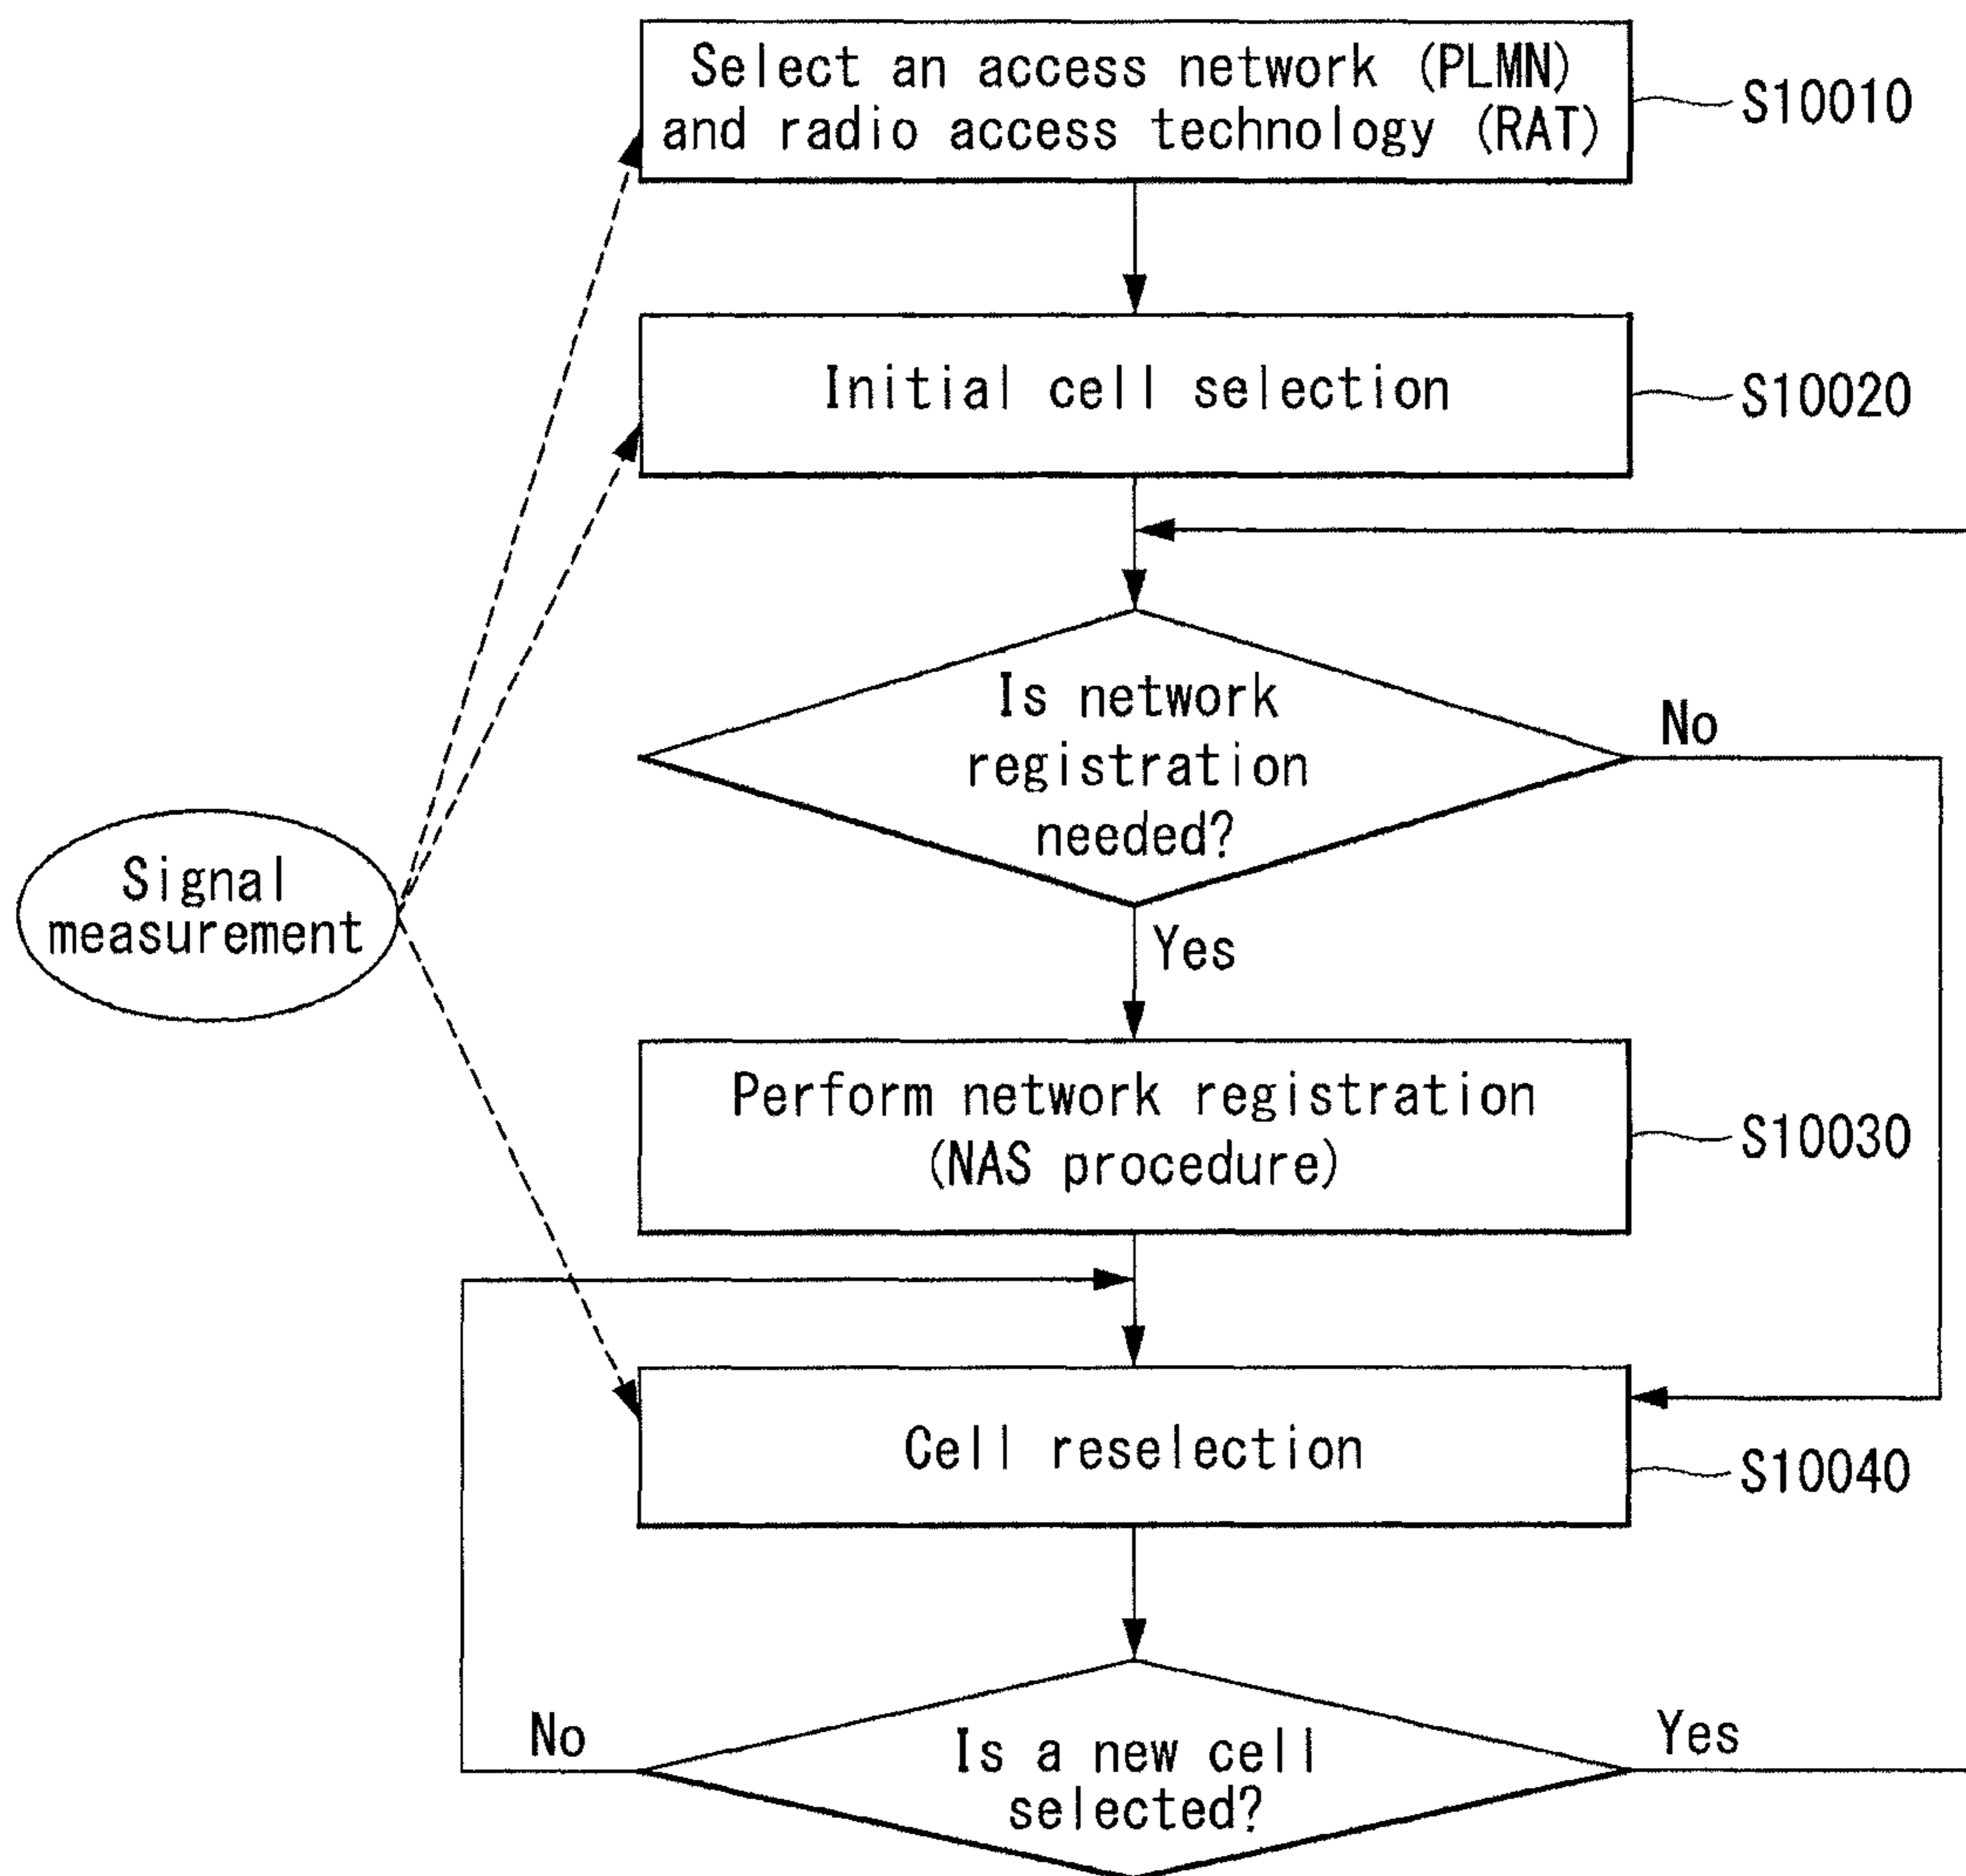 Select an access network (PLMN)
and radio access technology (RAT)
S10010
Initial cell selection
S10020
Is network
registration
needed?
No
Yes
Signal
measurement
Perform network registration
(NAS procedure)
S10030
Cell reselection
S10040
No
Is a new cell
selected?
Yes